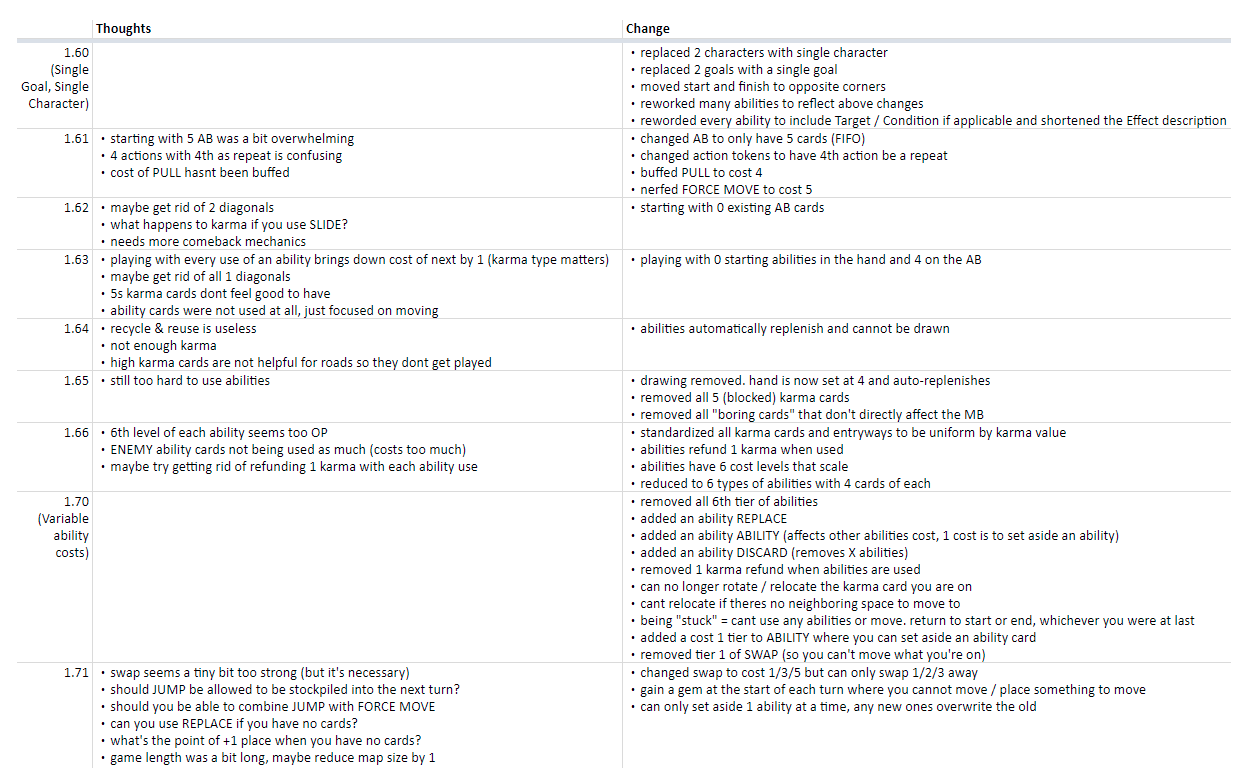 Thoughts Change
1.60
(Single
Goal, Single
Character)
• replaced 2 characters with single character
• replaced 2 goals with a single goal
• moved start and finish to opposite corners
• reworked many abilities to reflect above changes
• reworded every ability to include Target / Condition if applicable and shortened the Effect description
1.61
• starting with 5 AB was a bit overwhelming
• 4 actions with 4th as repeat is confusing
• cost of PULL hasnt been buffed
• changed AB to only have 5 cards (FIFO)
• changed action tokens to have 4th action be a repeat
• buffed PULL to cost 4
• nerfed FORCE MOVE to cost 5
1.62
• maybe get rid of 2 diagonals
• what happens to karma if you use SLIDE?
• needs more comeback mechanics
• starting with 0 existing AB cards
1.63
• playing with every use of an ability brings down cost of next by 1 (karma type matters)
• maybe get rid of all 1 diagonals
• 5s karma cards dont feel good to have
• ability cards were not used at all, just focused on moving
• playing with 0 starting abilities in the hand and 4 on the AB
1.64
• recycle & reuse is useless
• not enough karma
• high karma cards are not helpful for roads so they dont get played
• abilities automatically replenish and cannot be drawn
1.65
• still too hard to use abilities
• drawing removed. hand is now set at 4 and auto-replenishes
• removed all 5 (blocked) karma cards
• removed all "boring cards" that don't directly affect the MB
1.66
• 6th level of each ability seems too OP
• ENEMY ability cards not being used as much (costs too much)
• maybe try getting rid of refunding 1 karma with each ability use
• standardized all karma cards and entryways to be uniform by karma value
• abilities refund 1 karma when used
• abilities have 6 cost levels that scale
• reduced to 6 types of abilities with 4 cards of each
1.70
(Variable
ability
costs)
• removed all 6th tier of abilities
• added an ability REPLACE
• added an ability ABILITY (affects other abilities cost, 1 cost is to set aside an ability)
• added an ability DISCARD (removes X abilities)
• removed 1 karma refund when abilities are used
• can no longer rotate / relocate the karma card you are on
• cant relocate if theres no neighboring space to move to
• being "stuck" = cant use any abilities or move. return to start or end, whichever you were at last
• added a cost 1 tier to ABILITY where you can set aside an ability card
• removed tier 1 of SWAP (so you can't move what you're on)
1.71
• swap seems a tiny bit too strong (but it's necessary)
• should JUMP be allowed to be stockpiled into the next turn?
• should you be able to combine JUMP with FORCE MOVE
• can you use REPLACE if you have no cards?
• what's the point of +1 place when you have no cards?
• game length was a bit long, maybe reduce map size by 1
• changed swap to cost 1/3/5 but can only swap 1/2/3 away
• gain a gem at the start of each turn where you cannot move / place something to move
• can only set aside 1 ability at a time, any new ones overwrite the old